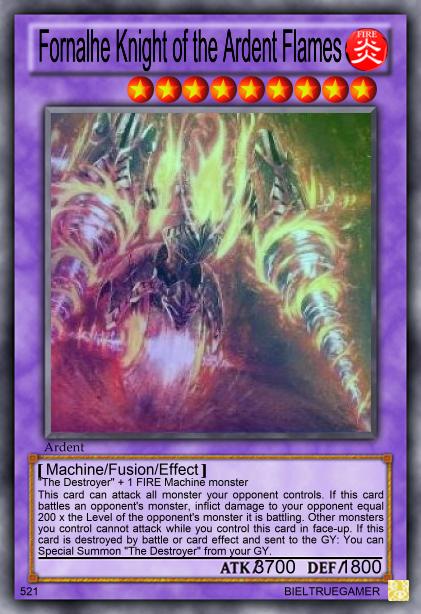 Fornalhe Knight of the Ardent Flames
FIRE
炎
Ardent
[ Machine/Fusion/Effect ]
"The Destroyer" + 1 FIRE Machine monster
This card can attack all monster your opponent controls. If this card
battles an opponent's monster, inflict damage to your opponent equal
200 x the Level of the opponent's monster it is battling. Other monsters
you control cannot attack while you control this card in face-up. If this
card is destroyed by battle or card effect and sent to the GY: You can
Special Summon "The Destroyer" from your GY.
ATK/3700 DEF/1800
521
BIELTRUEGAMER